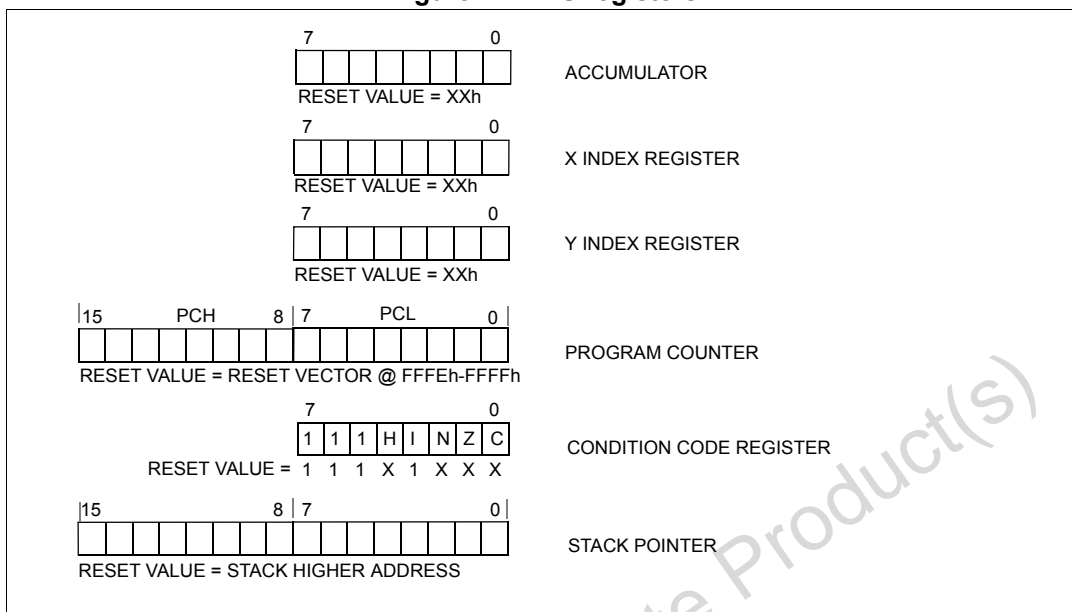 7 0
ACCUMULATOR
RESET VALUE = XXh
7 0
X INDEX REGISTER
RESET VALUE = XXh
7 0
Y INDEX REGISTER
RESET VALUE = XXh
15 PCH 8 7 PCL 0
PROGRAM COUNTER
RESET VALUE = RESET VECTOR @ FFFEh-FFFFh
7 0
1 1 1 H I N Z C
CONDITION CODE REGISTER
RESET VALUE = 1 1 1 X 1 X X X
15 8 7 0
STACK POINTER
RESET VALUE = STACK HIGHER ADDRESS
Product(s)